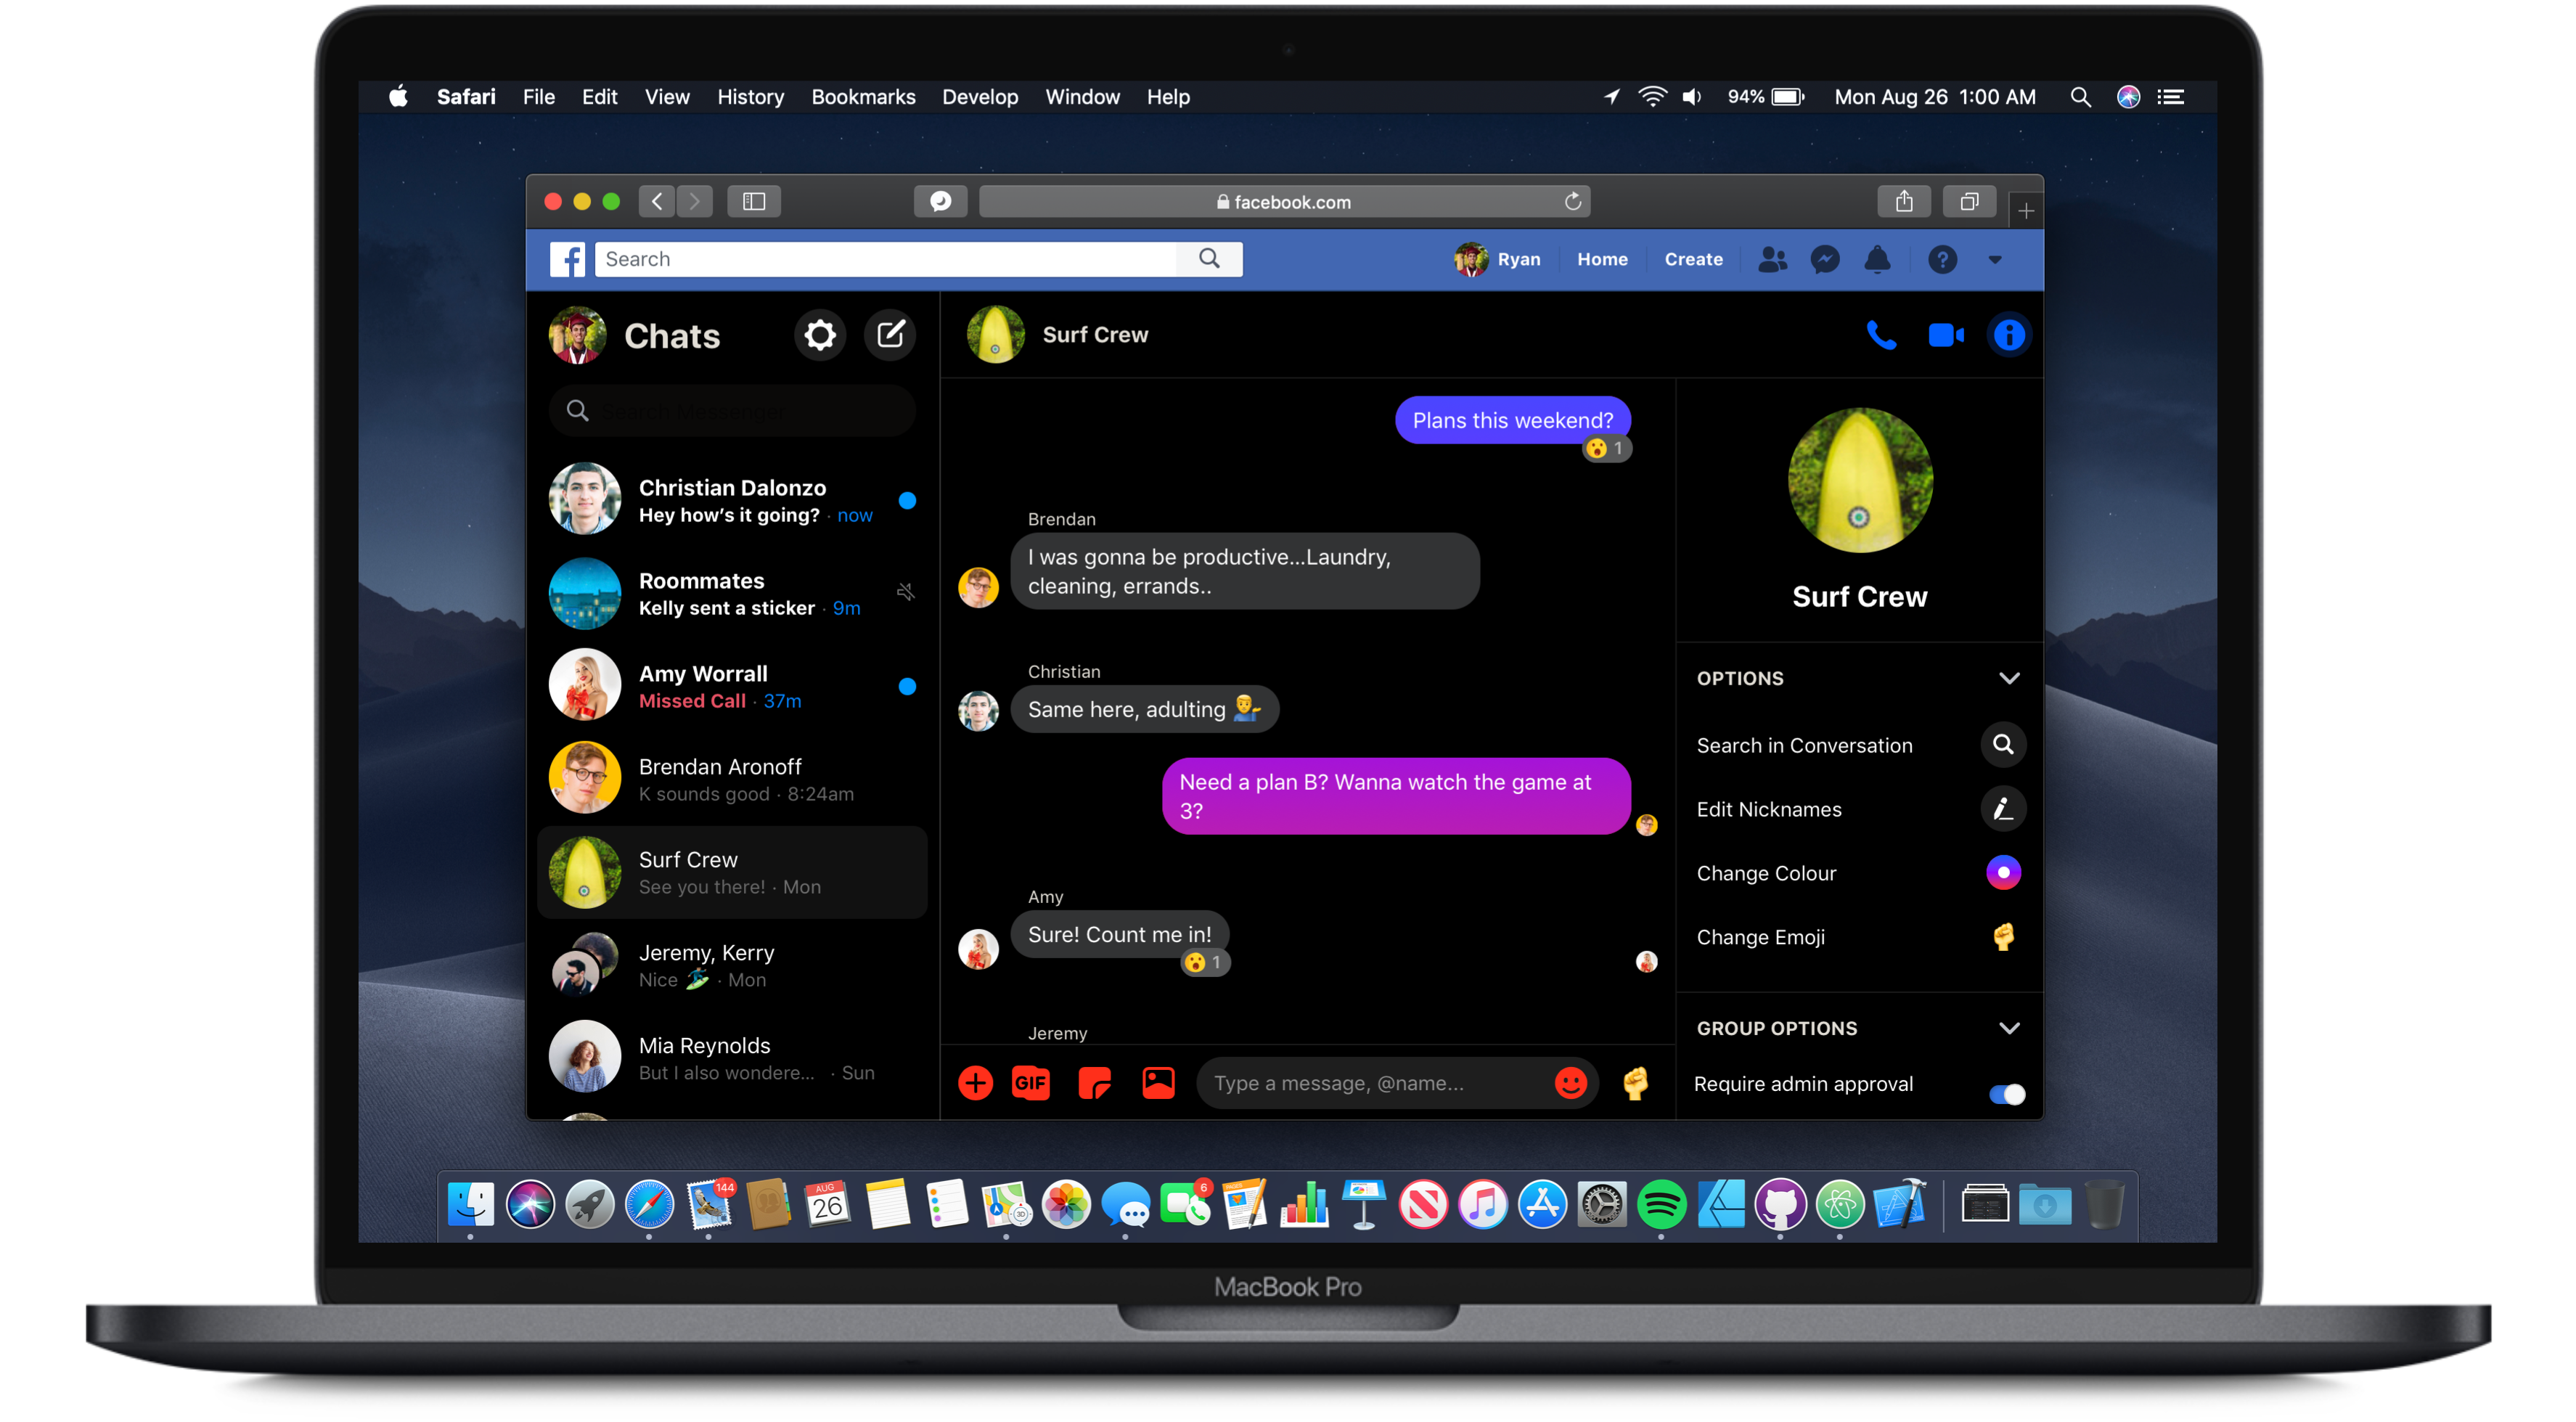 Safari File Edit View History Bookmarks Develop Window Help 94% Mon Aug 26 1:00 AM
facebook.com
Search Ryan Home Create
Chats
Search Messenger
Christian Dalonzo
Hey how's it going? · now
Roommates
Kelly sent a sticker · 9m
Amy Worrall
Missed Call · 37m
Brendan Aronoff
K sounds good · 8:24am
Surf Crew
See you there! · Mon
Jeremy, Kerry
Nice 🏄 · Mon
Mia Reynolds
But I also wondere... · Sun
Surf Crew
Plans this weekend?
😮 1
Brendan
I was gonna be productive...Laundry,
cleaning, errands..
Christian
Same here, adulting 💁‍♂️
Need a plan B? Wanna watch the game at
3?
Amy
Sure! Count me in!
😮 1
Jeremy
GIF Type a message, @name...
Surf Crew
OPTIONS
Search in Conversation
Edit Nicknames
Change Colour
Change Emoji
GROUP OPTIONS
Require admin approval
144
AUG
26
3D
6
PAGES
MacBook Pro